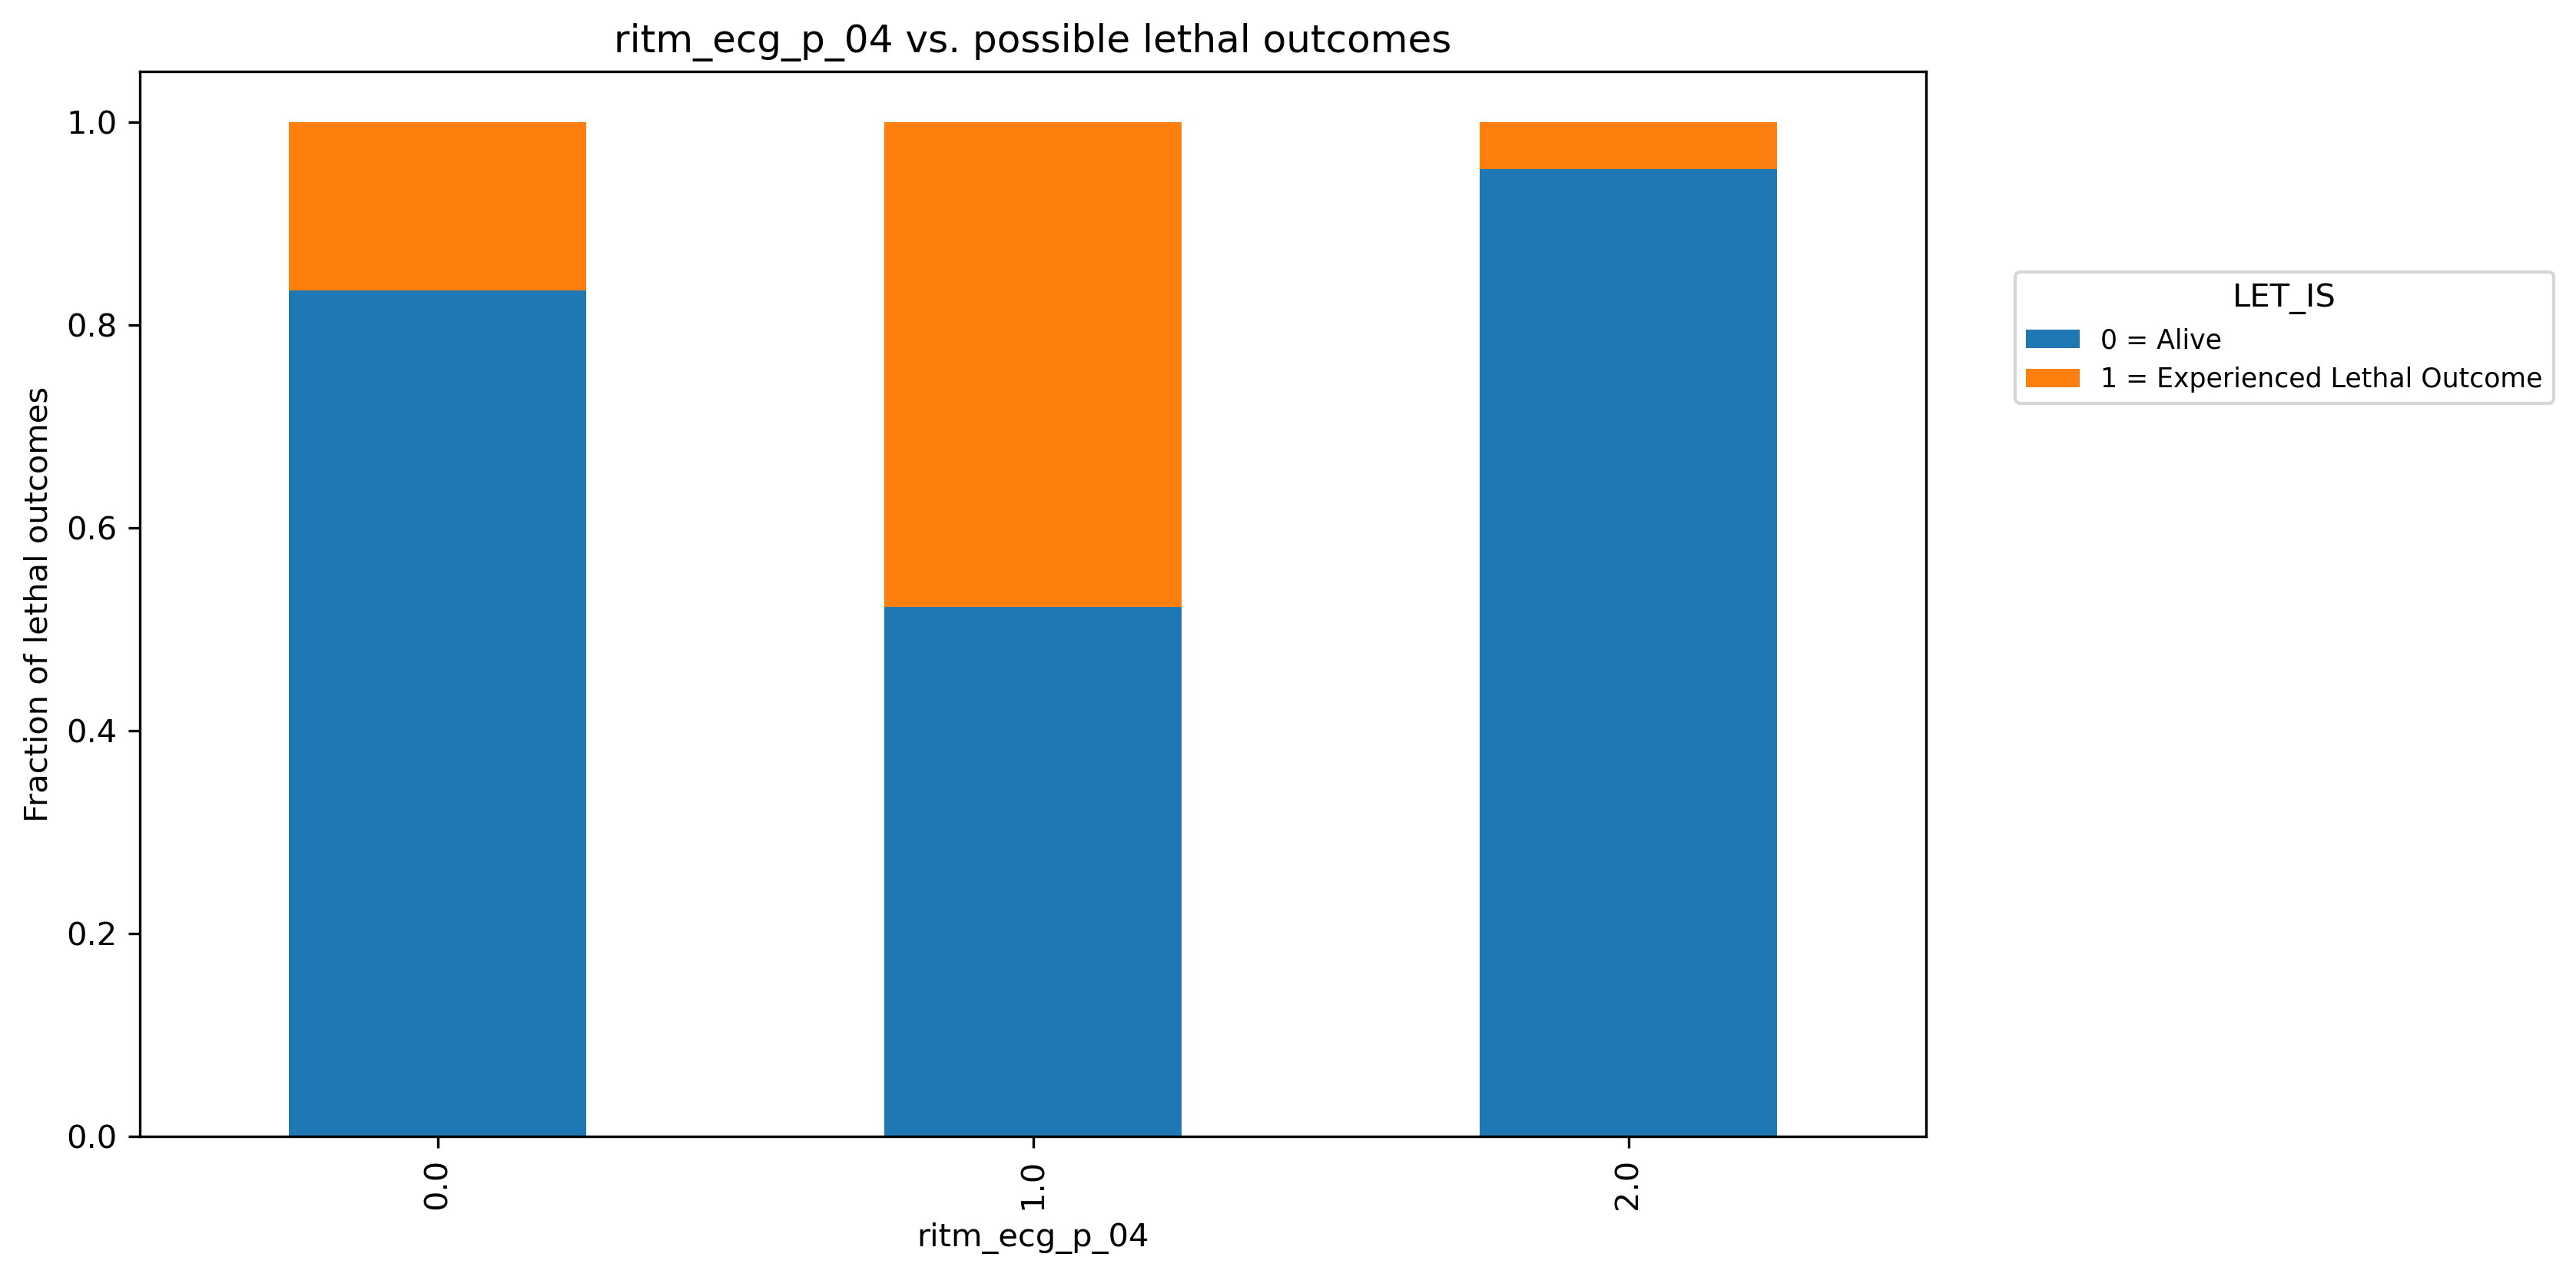 ritm_ecg_p_04 vs. possible lethal outcomes
Fraction of lethal outcomes
1.0
0.8
0.6
0.4
0.2
0.0
0.0
1.0
2.0
ritm_ecg_p_04
LET_IS
0 = Alive
1 = Experienced Lethal Outcome